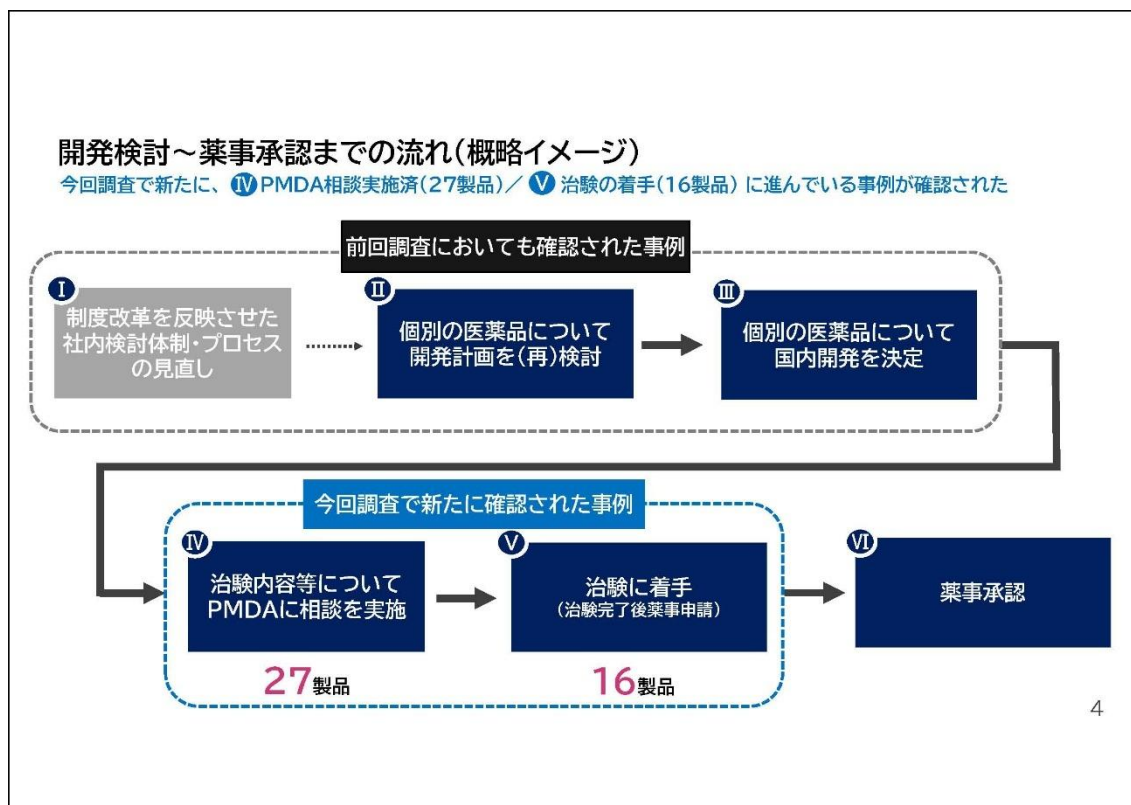 開発検討～薬事承認までの流れ(概略イメージ)
今回調査で新たに、Ⅳ PMDA相談実施済(27製品)／ Ⅴ 治験の着手(16製品) に進んでいる事例が確認された
前回調査においても確認された事例
Ⅰ
制度改革を反映させた
社内検討体制・プロセス
の見直し
Ⅱ
個別の医薬品について
開発計画を(再)検討
Ⅲ
個別の医薬品について
国内開発を決定
今回調査で新たに確認された事例
Ⅳ
治験内容等について
PMDAに相談を実施
27製品
Ⅴ
治験に着手
(治験完了後薬事申請)
16製品
Ⅵ
薬事承認
4